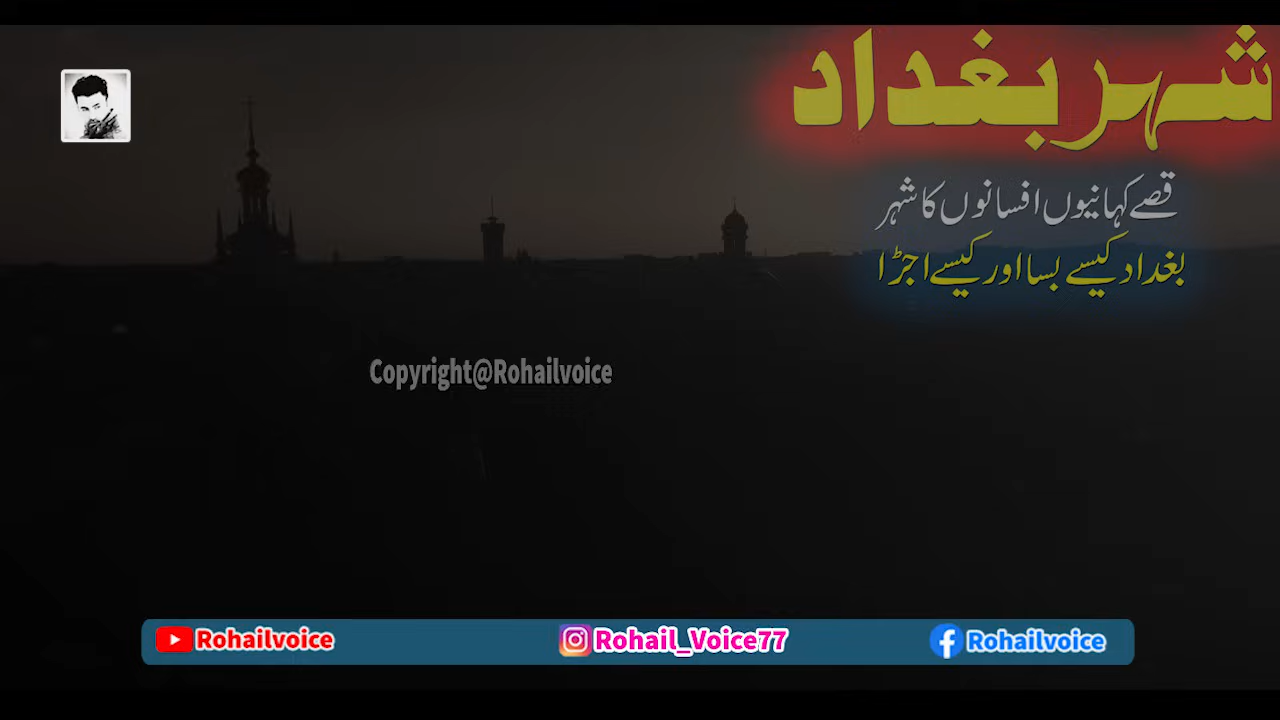 شہر بغداد
قصے کہانیوں افسانوں کا شہر
بغداد کیسے بسا اور کیسے اجڑا
Copyright@Rohailvoice
Rohailvoice
Rohail_Voice77
Rohailvoice